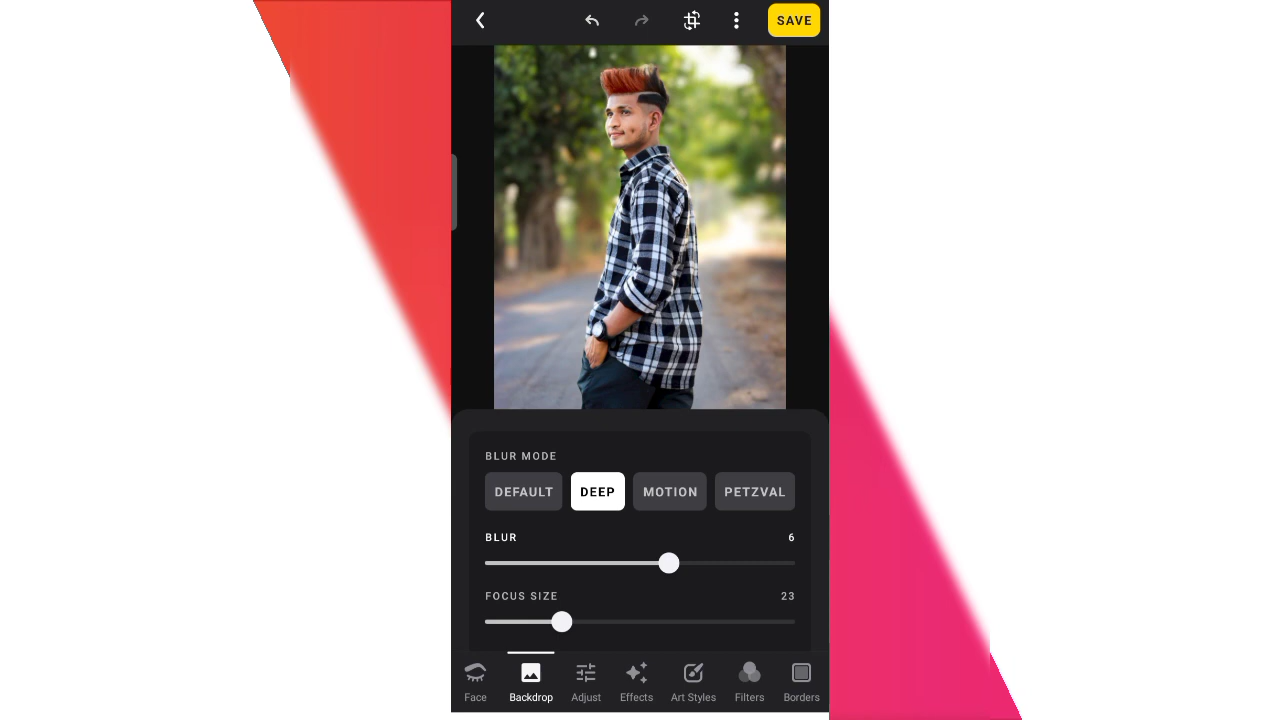 SAVE
BLUR MODE
DEFAULT DEEP MOTION PETZVAL
BLUR 6
FOCUS SIZE 23
Face Backdrop Adjust Effects Art Styles Filters Borders